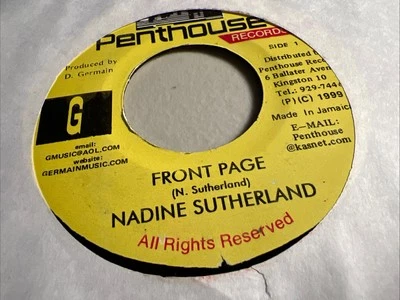 Penthouse
RECORDS
Produced by
D. Germain
SIDE 1
Distributed
Penthouse Reco
6 Ballater Aven
Kingston 10
Tel.: 929-744
(P)(C) 1999
Made in Jamaic
E-MAIL:
Penthouse
@kasnet.com
G
email:
GMUSIC@AOL.COM
website:
GERMAINMUSIC.COM
FRONT PAGE
(N. Sutherland)
NADINE SUTHERLAND
All Rights Reserved